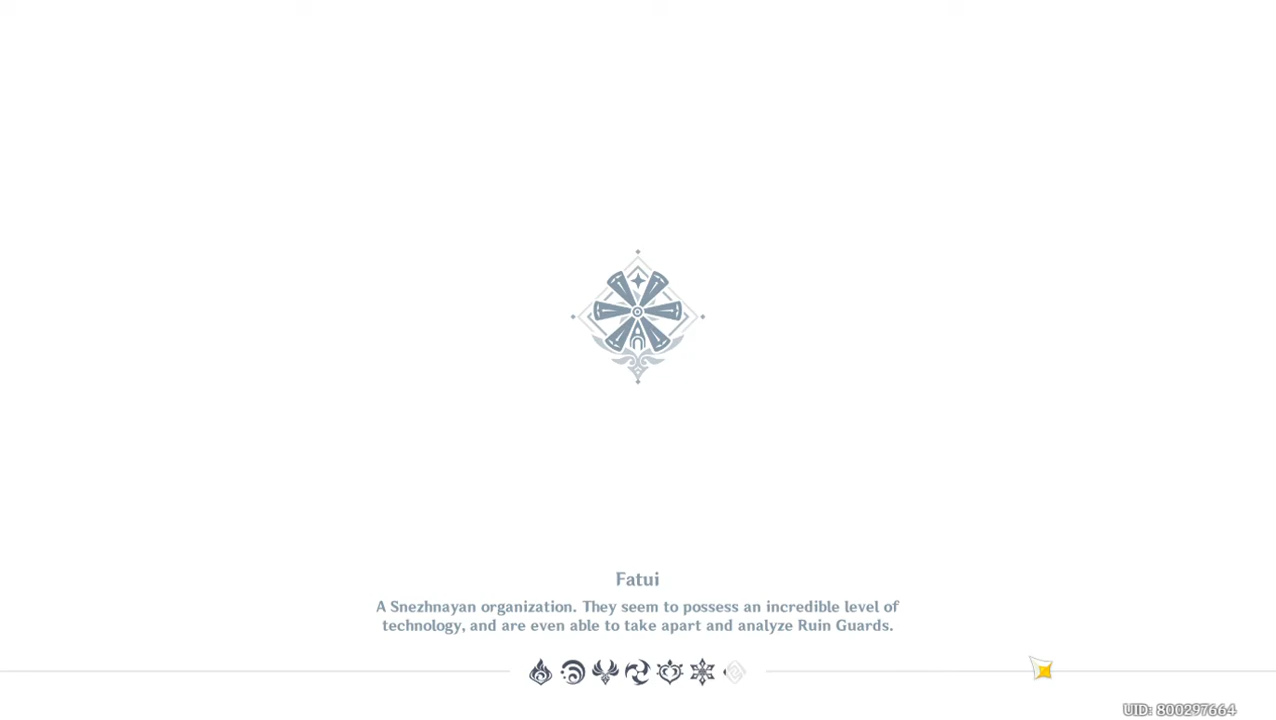 Fatui
A Snezhnayan organization. They seem to possess an incredible level of
technology, and are even able to take apart and analyze Ruin Guards.
UID: 800297664